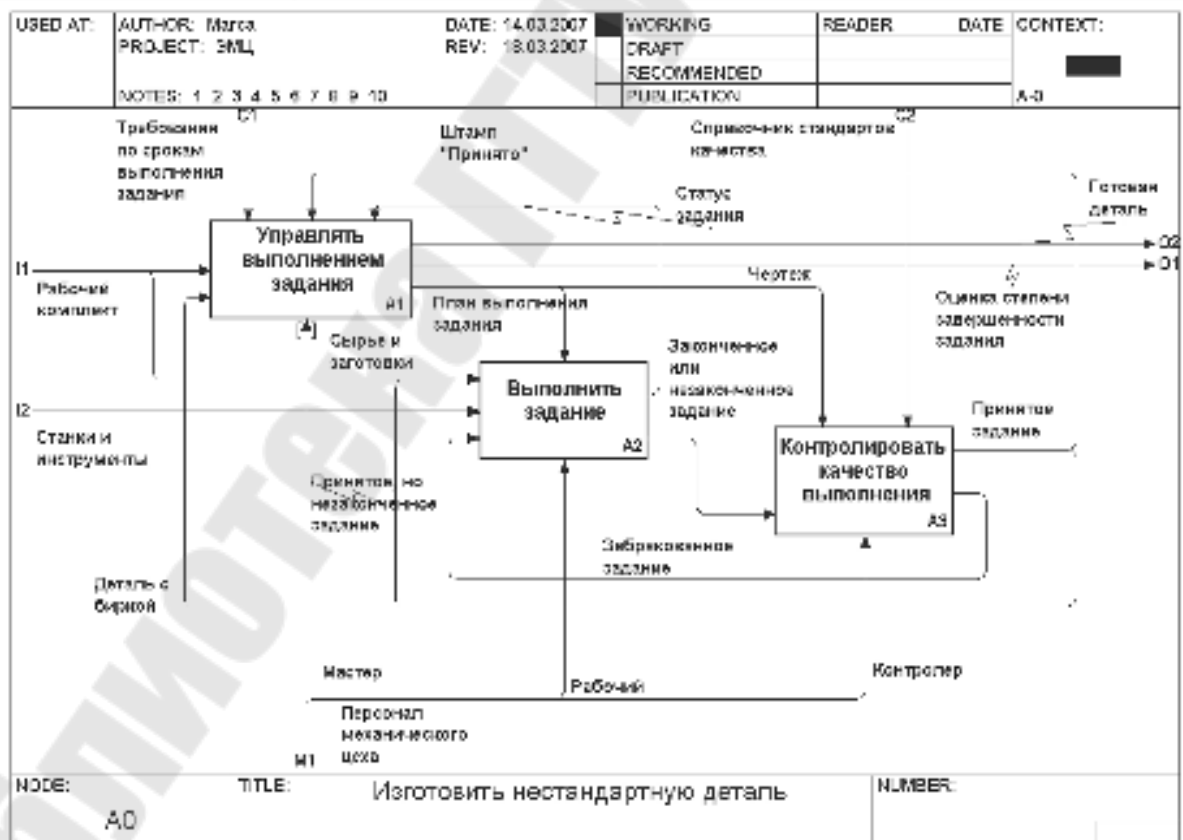 USED AT:
AUTHOR: Marca
DATE: 14.03.2007
WORKING
READER
DATE
CONTEXT:
PROJECT: ЭМЦ
REV: 18.03.2007
DRAFT
RECOMMENDED
NOTES: 1 2 3 4 5 6 7 8 9 10
PUBLICATION
A-0
C1
C2
Требования
по срокам
выполнения
задания
Штамп
"Принято"
Справочник стандартов
качества
Статус
задания
Готовая
деталь
Управлять
выполнением
задания
A1
O2
O1
I1
Рабочий
комплект
Чертеж
План выполнения
задания
Оценка степени
завершенности
задания
Сырье и
заготовки
Законченное
или
незаконченное
задание
Выполнить
задание
A2
I2
Станки и
инструменты
Принятое
задание
Контролировать
качество
выполнения
A3
Принятое, но
незаконченное
задание
Забракованное
задание
Деталь с
биркой
Мастер
Рабочий
Контролер
Персонал
механического
цеха
M1
NODE:
TITLE:
Изготовить нестандартную деталь
NUMBER:
A0